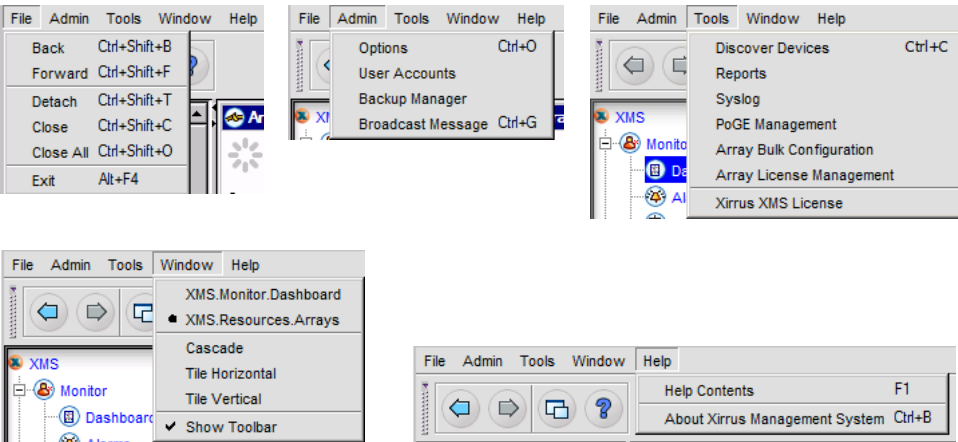 File Admin Tools Window Help
Back Ctrl+Shift+B
Forward Ctrl+Shift+F
Detach Ctrl+Shift+T
Close Ctrl+Shift+C
Close All Ctrl+Shift+O
Exit Alt+F4
Ar
File Admin Tools Window Help
Options Ctrl+O
User Accounts
Backup Manager
Broadcast Message Ctrl+G
File Admin Tools Window Help
Discover Devices Ctrl+C
Reports
Syslog
PoGE Management
Array Bulk Configuration
Array License Management
Xirrus XMS License
XMS
Monito
Da
Al
File Admin Tools Window Help
XMS.Monitor.Dashboard
XMS.Resources.Arrays
Cascade
Tile Horizontal
Tile Vertical
Show Toolbar
XMS
Monitor
Dashboard
File Admin Tools Window Help
Help Contents F1
About Xirrus Management System Ctrl+B